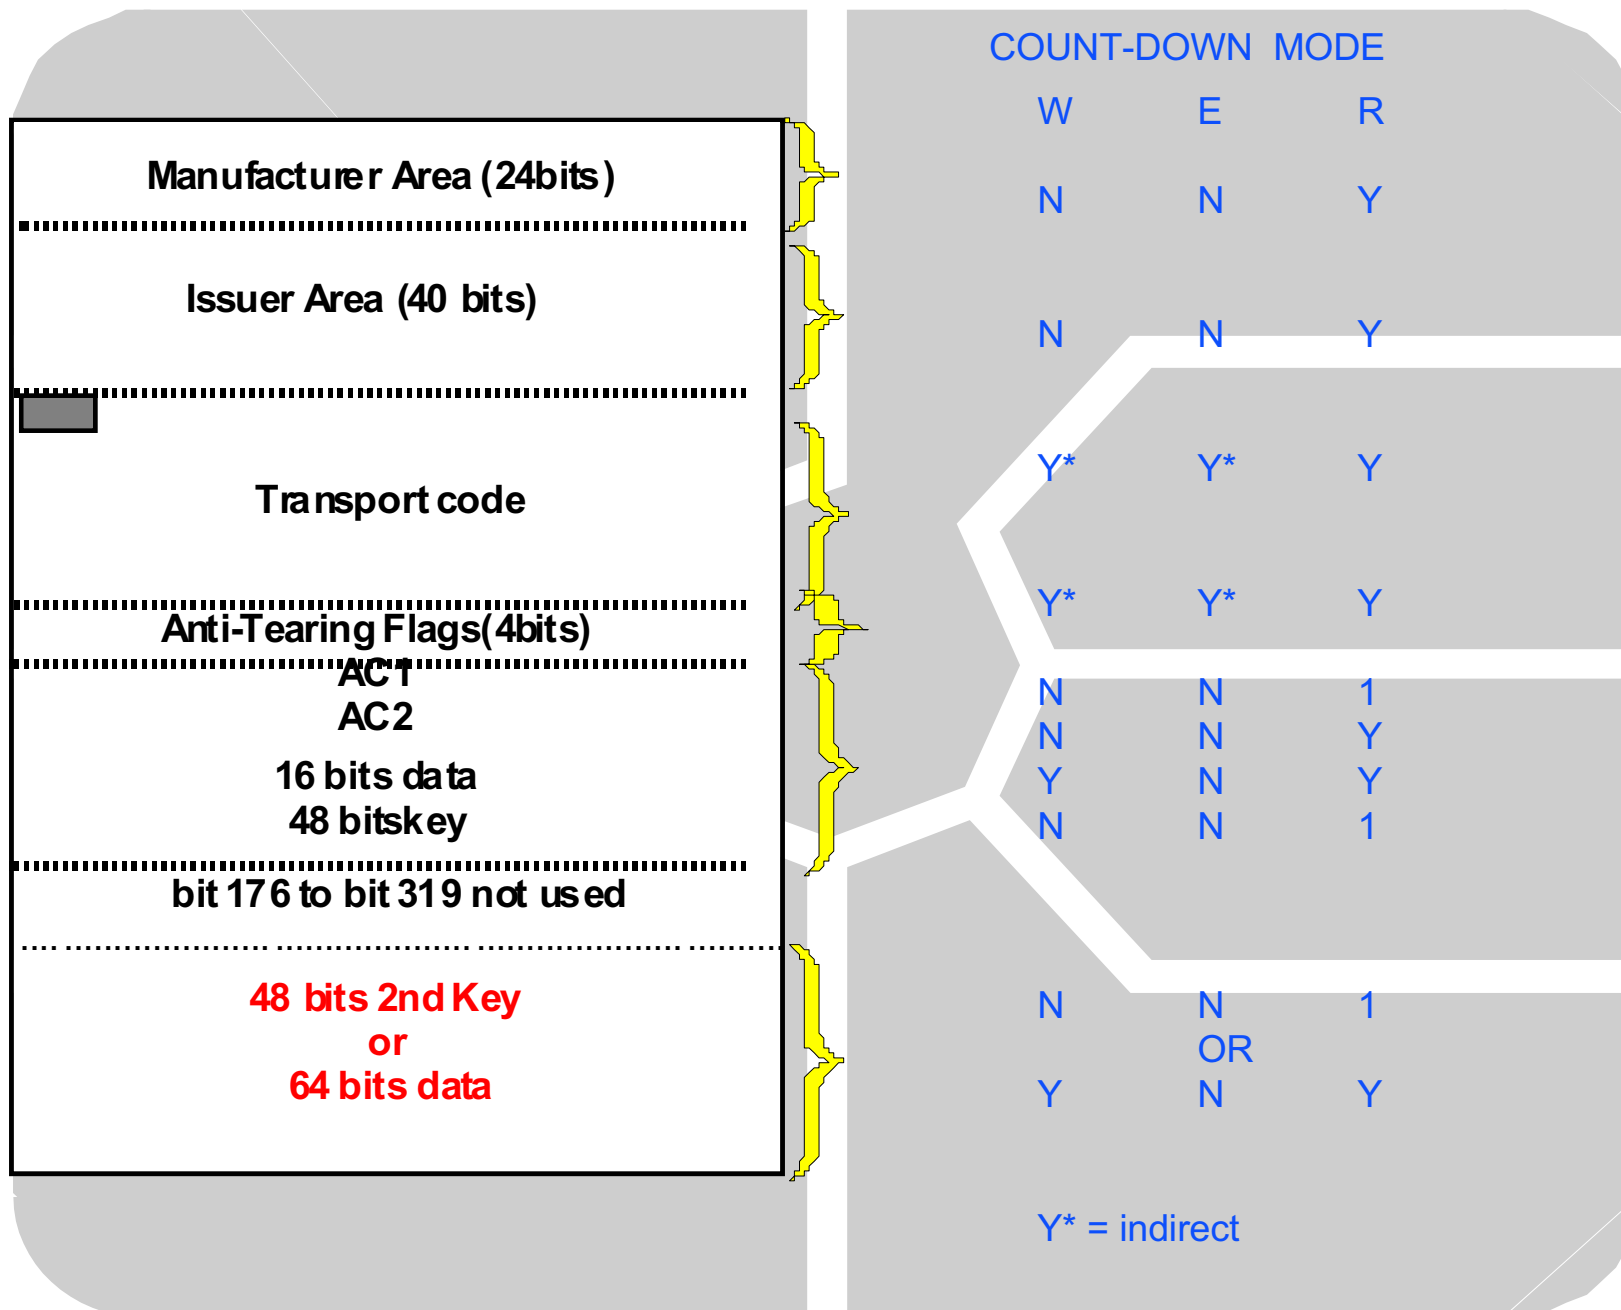 COUNT-DOWN MODE
W E R
Manufacturer Area (24bits) N N Y
Issuer Area (40 bits) N N Y
Transport code Y* Y* Y
Anti-Tearing Flags(4bits) Y* Y* Y
AC1 N N 1
AC2 N N Y
16 bits data Y N Y
48 bitskey N N 1
bit 176 to bit 319 not used
48 bits 2nd Key N N 1
or OR
64 bits data Y N Y
Y* = indirect